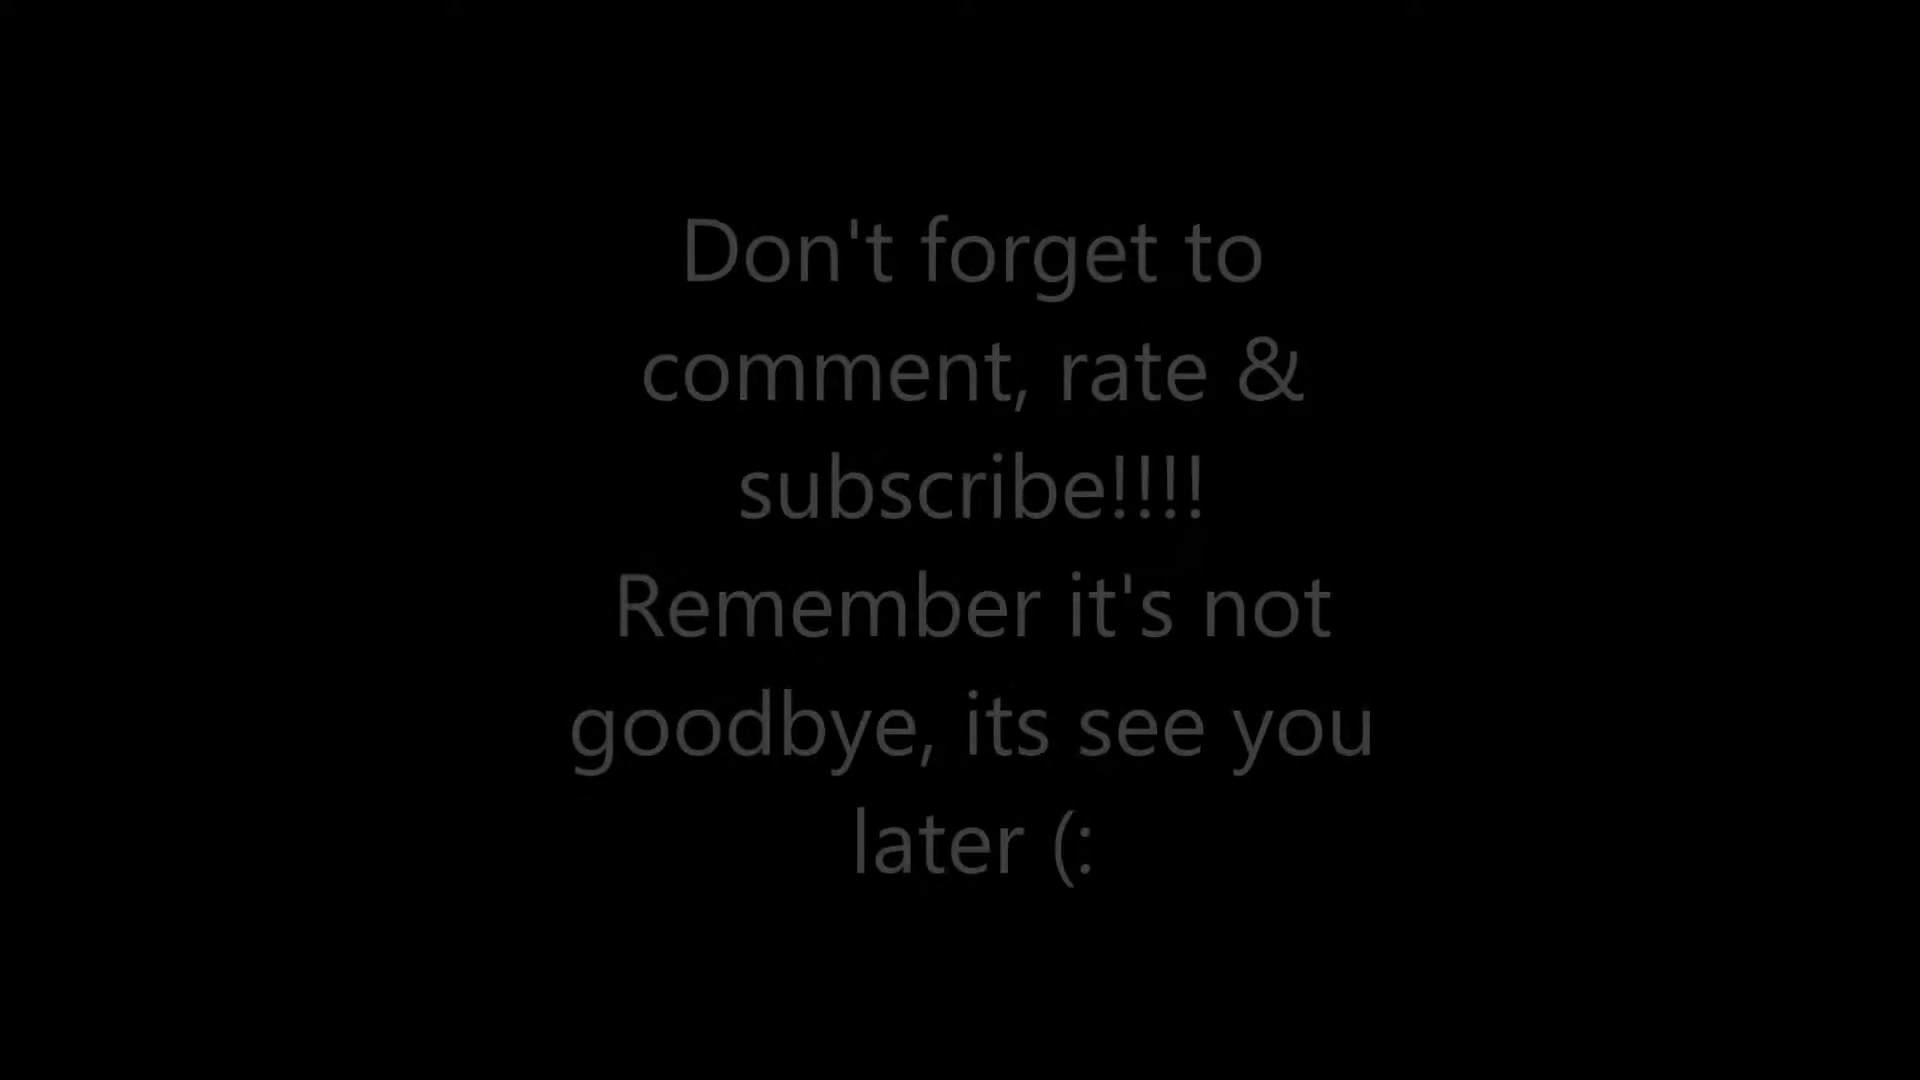 Don't forget to
comment, rate &
subscribe!!!!
Remember it's not
goodbye, its see you
later (: